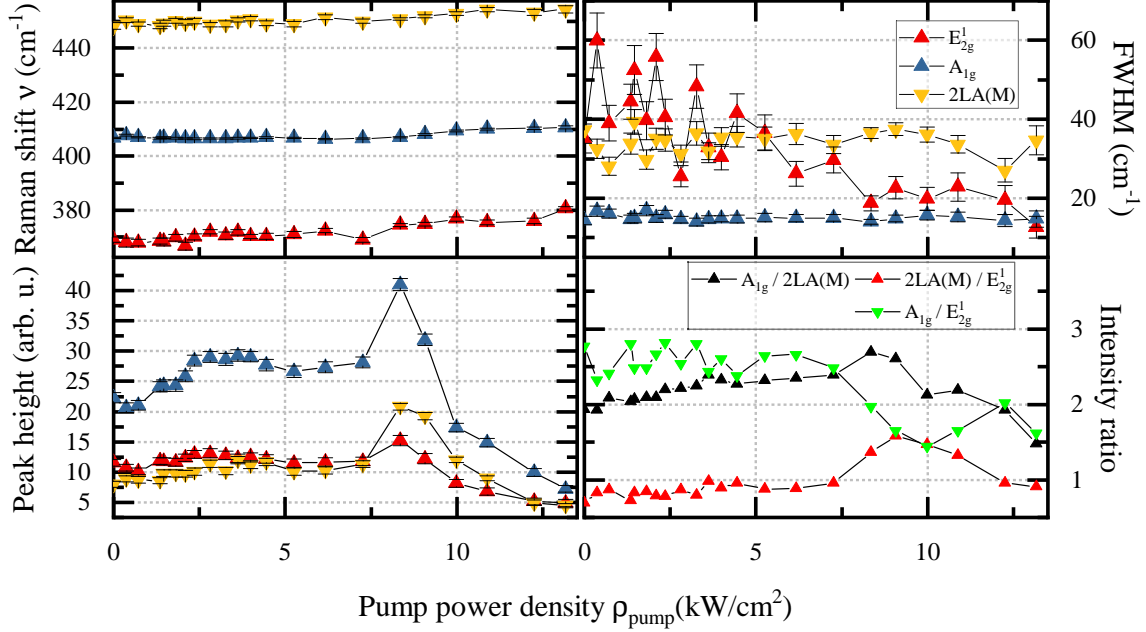 Raman shift ν (cm⁻¹)
440
420
400
380
60
40
20
FWHM (cm⁻¹)
E¹₂g
A₁g
2LA(M)
Peak height (arb. u.)
40
35
30
25
20
15
10
5
A₁g / 2LA(M) 2LA(M) / E¹₂g
A₁g / E¹₂g
3
2
1
Intensity ratio
0 5 10 0 5 10
Pump power density ρpump(kW/cm²)